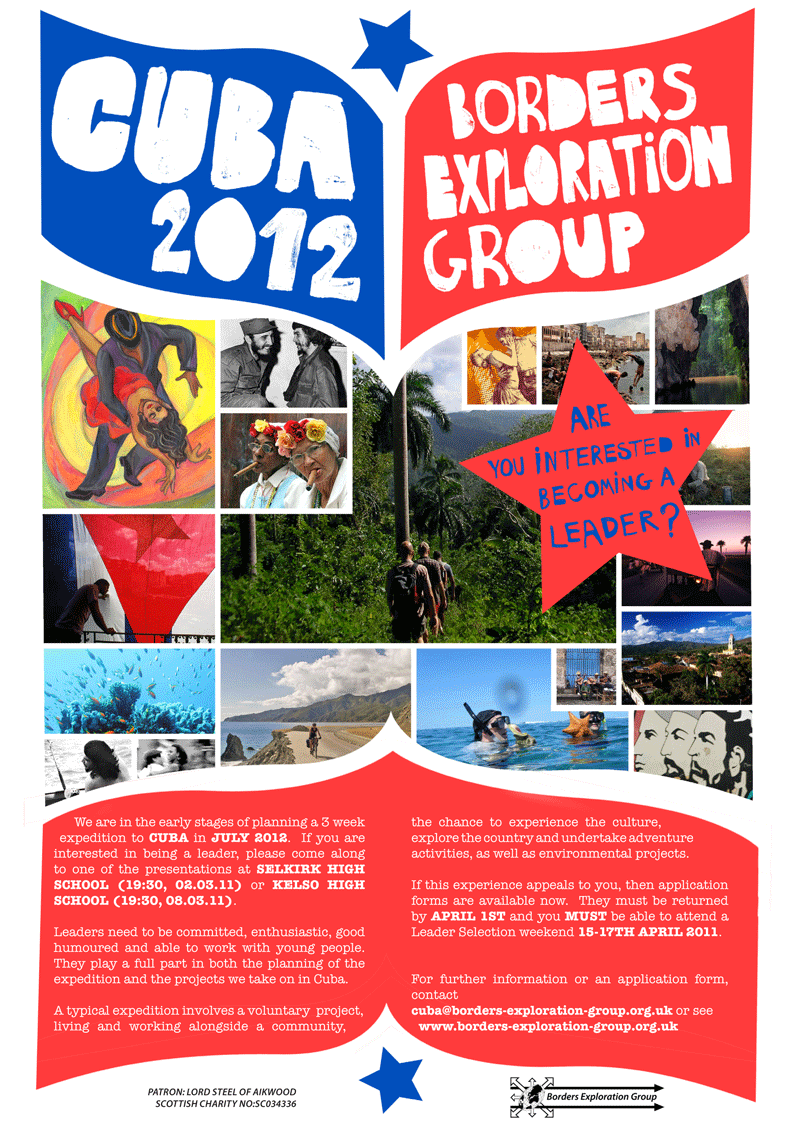 CUBA
2012
BORDERS
EXPLORATiON
GROUP
ARE
YOU iNTERESTED iN
BECOMiNG A
LEADER?
We are in the early stages of planning a 3 week
expedition to CUBA in JULY 2012. If you are
interested in being a leader, please come along
to one of the presentations at SELKIRK HIGH
SCHOOL (19:30, 02.03.11) or KELSO HIGH
SCHOOL (19:30, 08.03.11).
Leaders need to be committed, enthusiastic, good
humoured and able to work with young people.
They play a full part in both the planning of the
expedition and the projects we take on in Cuba.
A typical expedition involves a voluntary project,
living and working alongside a community,
the chance to experience the culture,
explore the country and undertake adventure
activities, as well as environmental projects.
If this experience appeals to you, then application
forms are available now. They must be returned
by APRIL 1ST and you MUST be able to attend a
Leader Selection weekend 15-17TH APRIL 2011.
For further information or an application form,
contact
cuba@borders-exploration-group.org.uk or see
www.borders-exploration-group.org.uk
PATRON: LORD STEEL OF AIKWOOD
SCOTTISH CHARITY NO:SC034336
Borders Exploration Group